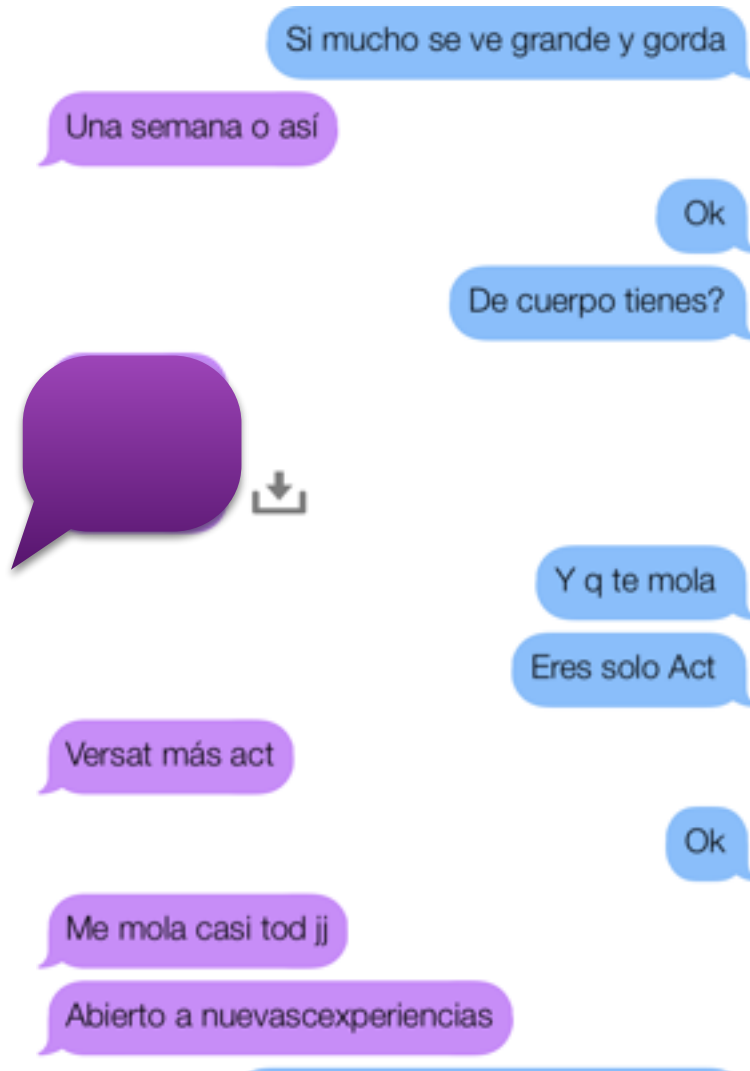 Si mucho se ve grande y gorda
Una semana o así
Ok
De cuerpo tienes?
Y q te mola
Eres solo Act
Versat más act
Ok
Me mola casi tod jj
Abierto a nuevascexperiencias